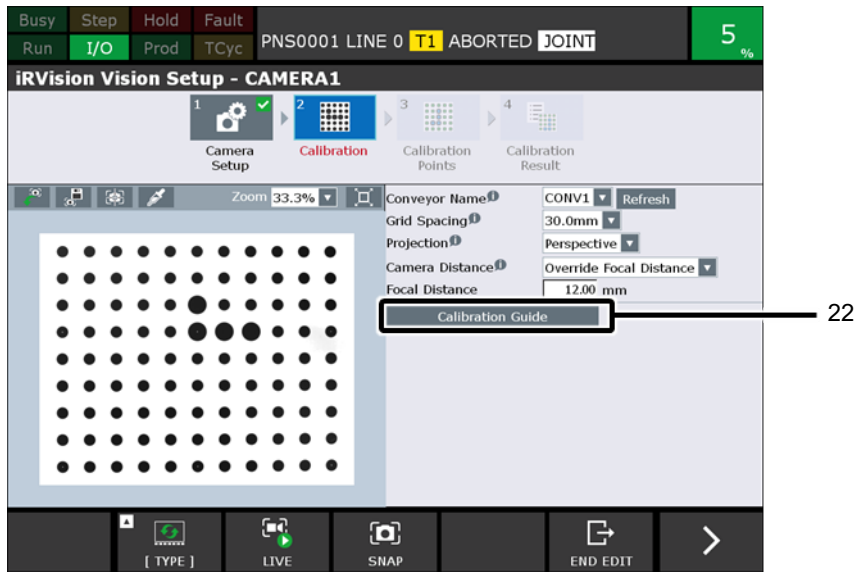 Busy Step Hold Fault
Run I/O Prod TCyc
PNS0001 LINE 0 T1 ABORTED JOINT
5 %
iRVision Vision Setup - CAMERA1
1 2 3 4
Camera Setup
Calibration
Calibration Points
Calibration Result
Zoom 33.3%
Conveyor Name CONV1 Refresh
Grid Spacing 30.0mm
Projection Perspective
Camera Distance Override Focal Distance
Focal Distance 12.00 mm
Calibration Guide
22
[ TYPE ] LIVE SNAP END EDIT